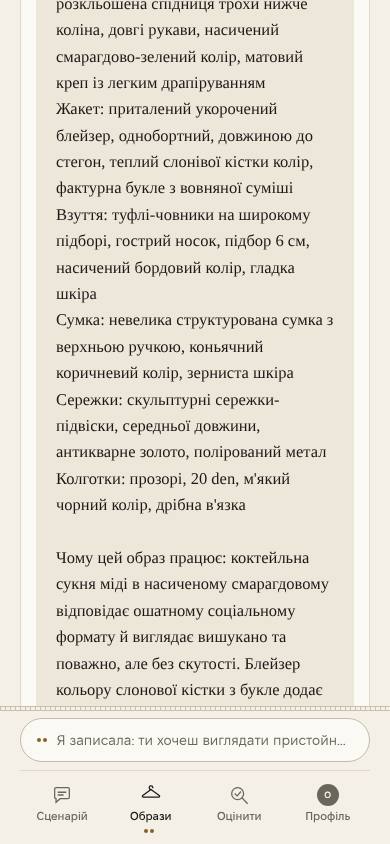 розкльошена спідниця трохи нижче
коліна, довгі рукави, насичений
смарагдово-зелений колір, матовий
креп із легким драпіруванням
Жакет: приталений укорочений
блейзер, однобортний, довжиною до
стегон, теплий слонівої кістки колір,
фактурна букле з вовняної суміші
Взуття: туфлі-човники на широкому
підборі, гострий носок, підбор 6 см,
насичений бордовий колір, гладка
шкіра
Сумка: невелика структурована сумка з
верхньою ручкою, коньячний
коричневий колір, зерниста шкіра
Сережки: скульптурні сережки-
підвіски, середньої довжини,
антикварне золото, полірований метал
Колготки: прозорі, 20 den, м'який
чорний колір, дрібна в'язка
Чому цей образ працює: коктейльна
сукня міді в насиченому смарагдовому
відповідає ошатному соціальному
формату й виглядає вишукано та
поважно, але без скутості. Блейзер
кольору слонової кістки з букле додає
Я записала: ти хочеш виглядати пристойн...
Сценарій
Образи
Оцінити
О
Профіль